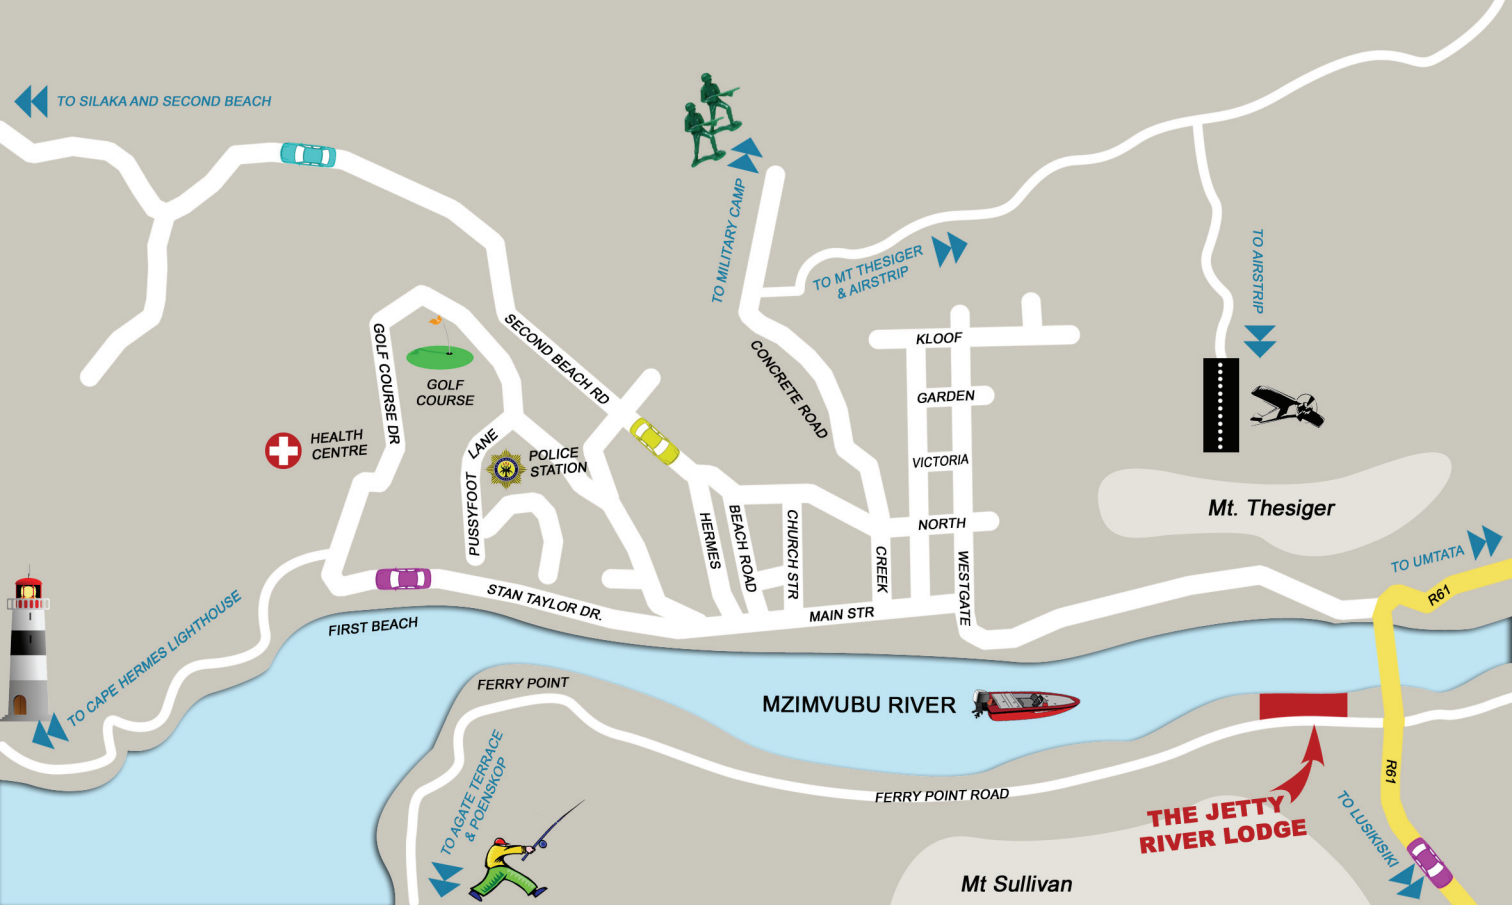 TO SILAKA AND SECOND BEACH
TO MILITARY CAMP
TO MT THESIGER
& AIRSTRIP
TO AIRSTRIP
SECOND BEACH RD
GOLF COURSE DR
GOLF
COURSE
HEALTH
CENTRE
PUSSYFOOT LANE
POLICE
STATION
CONCRETE ROAD
KLOOF
GARDEN
VICTORIA
NORTH
WESTGATE
HERMES
BEACH ROAD
CHURCH STR
CREEK
MAIN STR
STAN TAYLOR DR.
FIRST BEACH
Mt. Thesiger
TO UMTATA
R61
TO CAPE HERMES LIGHTHOUSE
FERRY POINT
MZIMVUBU RIVER
TO AGATE TERRACE
& POENSKOP
FERRY POINT ROAD
THE JETTY
RIVER LODGE
R61
TO LUSIKISIKI
Mt Sullivan